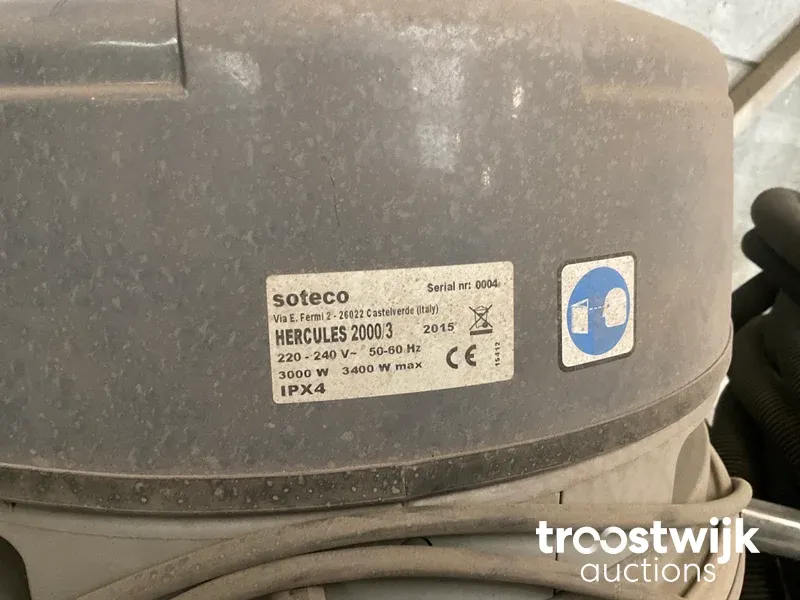 soteco
Serial nr: 0004
Via E. Fermi 2 - 26022 Castelverde (Italy)
HERCULES 2000/3 2015
220 - 240 V~ 50-60 Hz
3000 W 3400 W max
IPX4
CE
15412
troostwijk
auctions